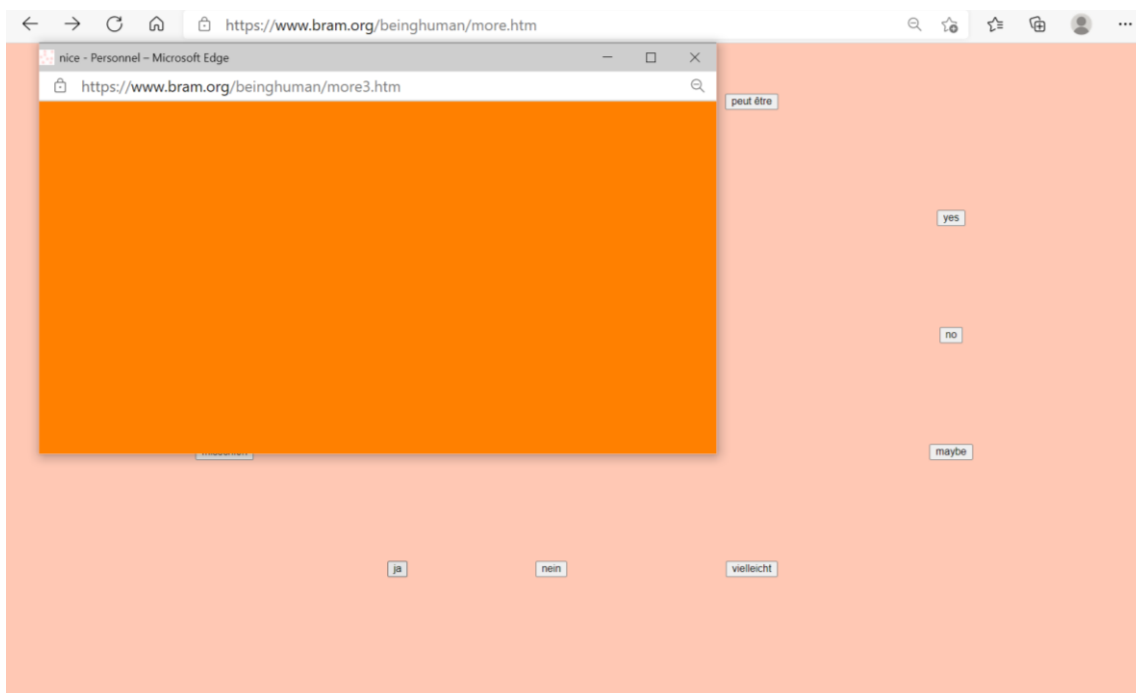 https://www.bram.org/beinghuman/more.htm
nice - Personnel – Microsoft Edge
https://www.bram.org/beinghuman/more3.htm
peut être
yes
no
maybe
ja
nein
vielleicht